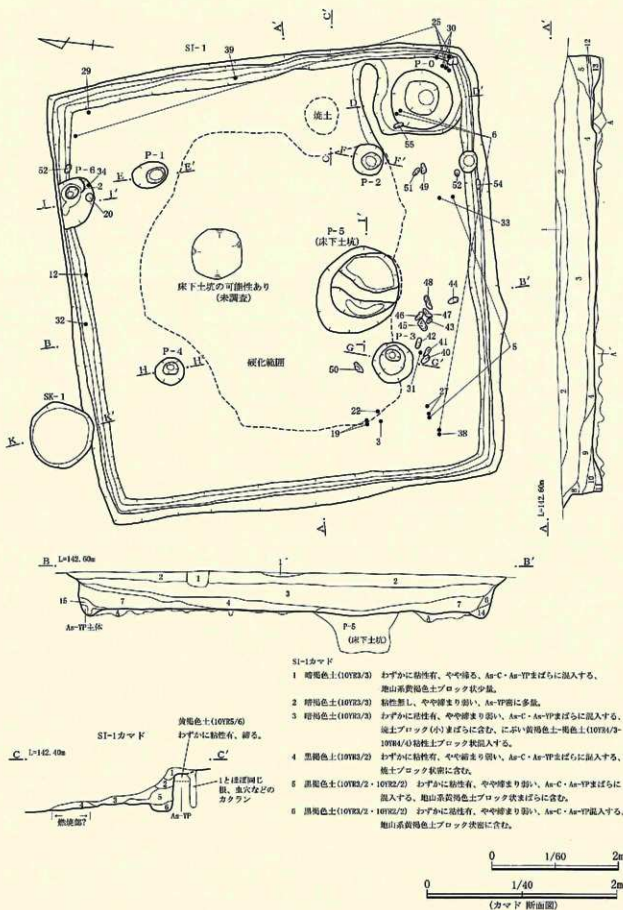 C'
A'
25
30
SI-1
39
P-0
A'
12
5
13
29
D
D'
焼土
6
55
52
P-6
34
2
20
P-1
E
E'
F
F'
P-2
51
49
52
54
I
I'
C
33
P-5
(床下土坑)
12
床下土坑の可能性あり
(未調査)
B'
32
48
44
46
47
45
43
5
B
P-4
硬化範囲
G
P-3
42
41
40
G'
H
H'
50
31
SK-1
K
K'
22
27
19
3
38
A
A
L=142.60m
B
L=142.60m
B'
2
1
2
3
15
7
4
7
6
14
As-YP主体
P-5
(床下土坑)
SI-1カマド
1 暗褐色土(10YR3/3) わずかに粘性有、やや締る、As-C・As-YPまばらに混入する、
地山系黄褐色土ブロック状少量。
2 暗褐色土(10YR3/3) 粘性無し、やや締まり弱い、As-YP密に多量。
3 暗褐色土(10YR3/3) わずかに粘性有、やや締まり弱い、As-C・As-YPまばらに混入する、
焼土ブロック(小)まばらに含む、にぶい黄褐色土-褐色土(10YR4/3-
10YR4/4)粘性土ブロック状混入する。
4 黒褐色土(10YR3/2) わずかに粘性有、やや締まり弱い、As-C・As-YPまばらに混入する、
焼土ブロック状密に含む。
5 黒褐色土(10YR3/2・10YR2/2) わずかに粘性有、やや締まり弱い、As-C・As-YPまばらに
混入する、地山系黄褐色土ブロック状まばらに含む。
6 黒褐色土(10YR3/2・10YR2/2) わずかに粘性有、やや締まり弱い、As-C・As-YP混入する、
地山系黄褐色土ブロック状密に含む。
黄褐色土(10YR5/6)
わずかに粘性有、締る。
SI-1カマド
C
L=142.40m
C'
1とほぼ同じ
根、虫穴などの
カクラン
As-YP
燃焼部?
0 1/60 2m
0 1/40 2m
(カマド 断面図)